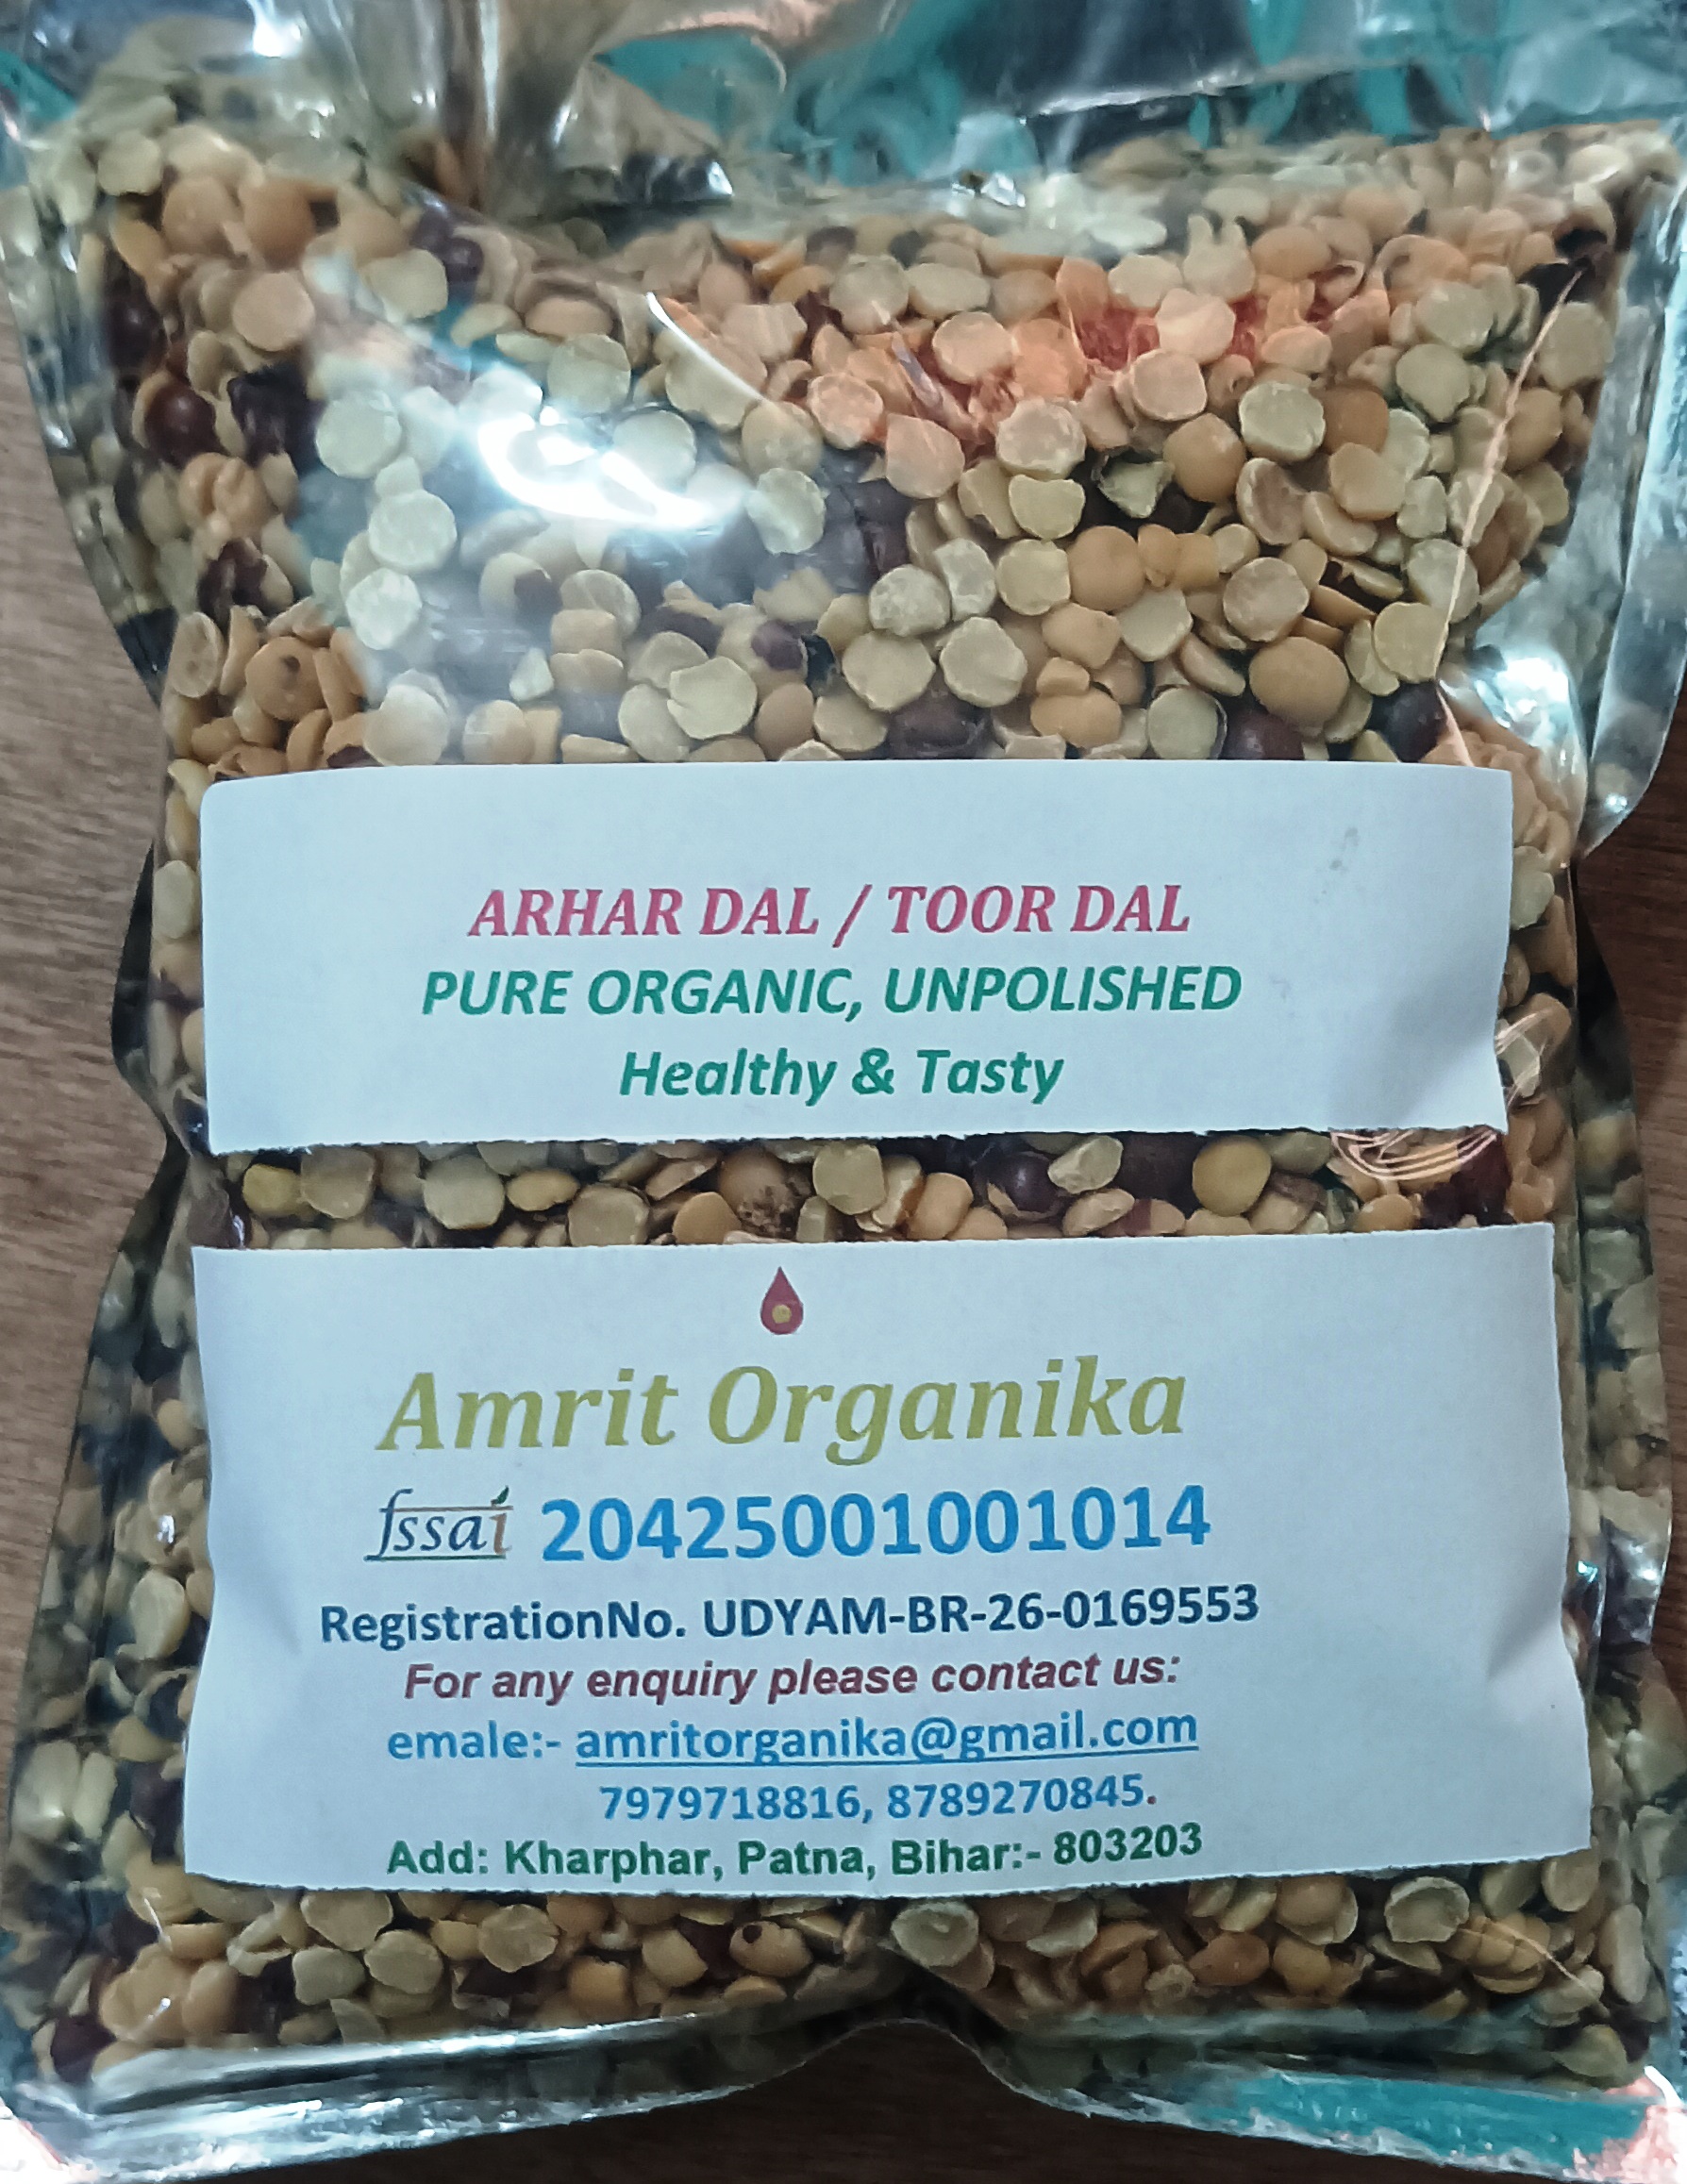 ARHAR DAL / TOOR DAL
PURE ORGANIC, UNPOLISHED
Healthy & Tasty
Amrit Organika
fssai 20425001001014
RegistrationNo. UDYAM-BR-26-0169553
For any enquiry please contact us:
emale:- amritorganika@gmail.com
7979718816, 8789270845.
Add: Kharphar, Patna, Bihar:- 803203